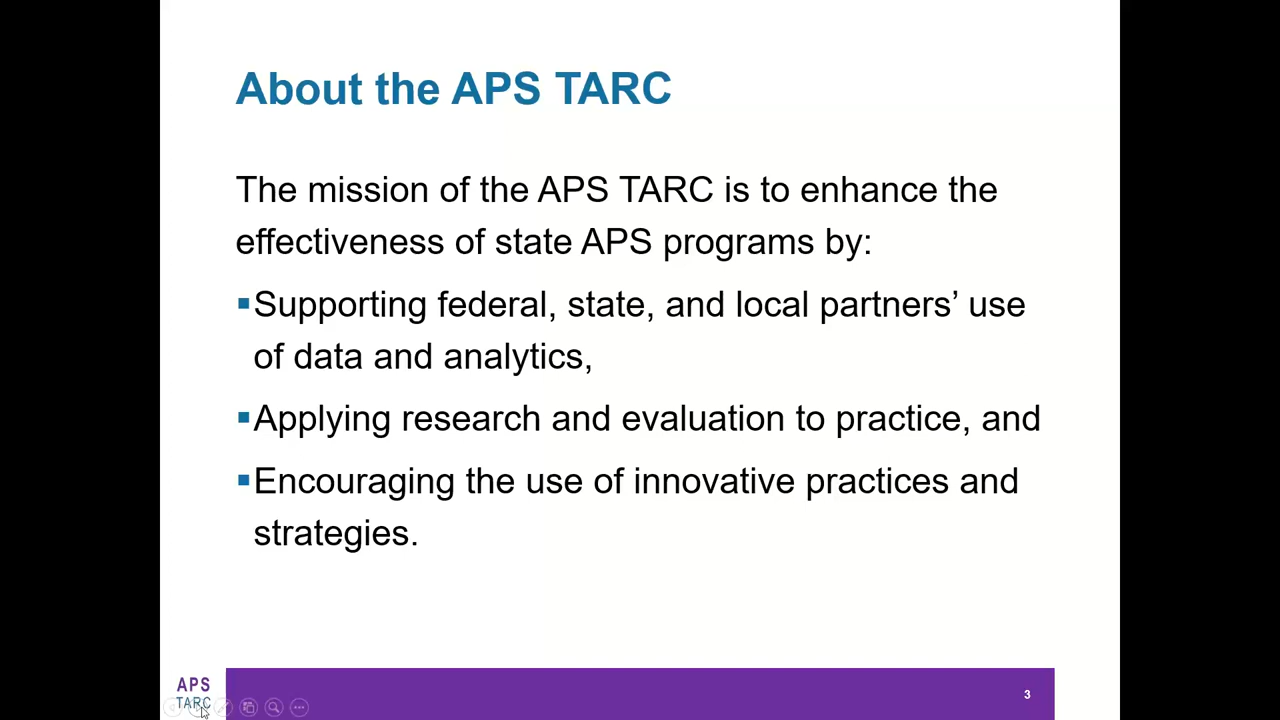 About the APS TARC
The mission of the APS TARC is to enhance the
effectiveness of state APS programs by:
▪Supporting federal, state, and local partners’ use
of data and analytics,
▪Applying research and evaluation to practice, and
▪Encouraging the use of innovative practices and
strategies.
APS
TARC
3